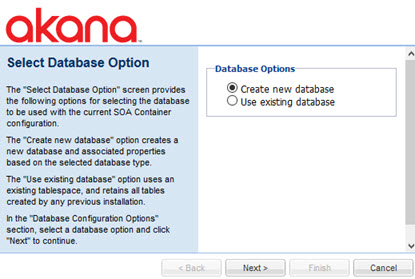 akana
Select Database Option
The "Select Database Option" screen provides
the following options for selecting the database
to be used with the current SOA Container
configuration.
The "Create new database" option creates a
new database and associated properties
based on the selected database type.
The "Use existing database" option uses an
existing tablespace, and retains all tables
created by any previous installation.
In the "Database Configuration Options"
section, select a database option and click
"Next" to continue.
Database Options
Create new database
Use existing database
< Back
Next >
Finish
Cancel